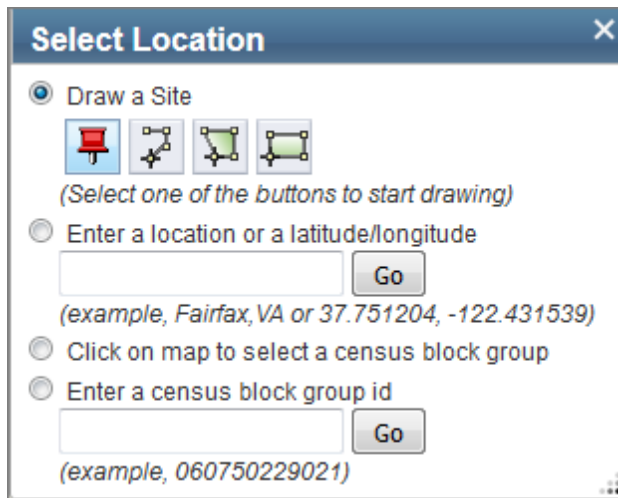 Select Location
Draw a Site
(Select one of the buttons to start drawing)
Enter a location or a latitude/longitude
Go
(example, Fairfax,VA or 37.751204, -122.431539)
Click on map to select a census block group
Enter a census block group id
Go
(example, 060750229021)